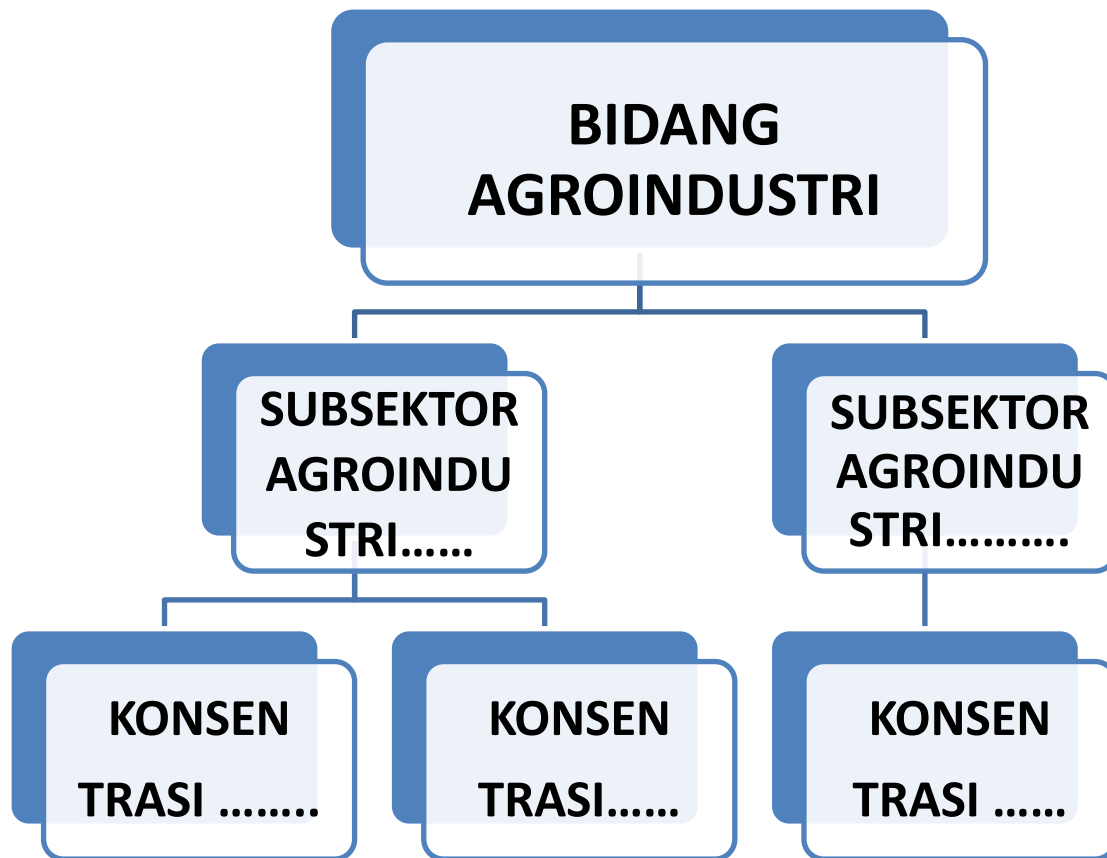 BIDANG
AGROINDUSTRI
SUBSEKTOR
AGROINDU
STRI……
SUBSEKTOR
AGROINDU
STRI……….
KONSEN
TRASI ……..
KONSEN
TRASI……
KONSEN
TRASI ……